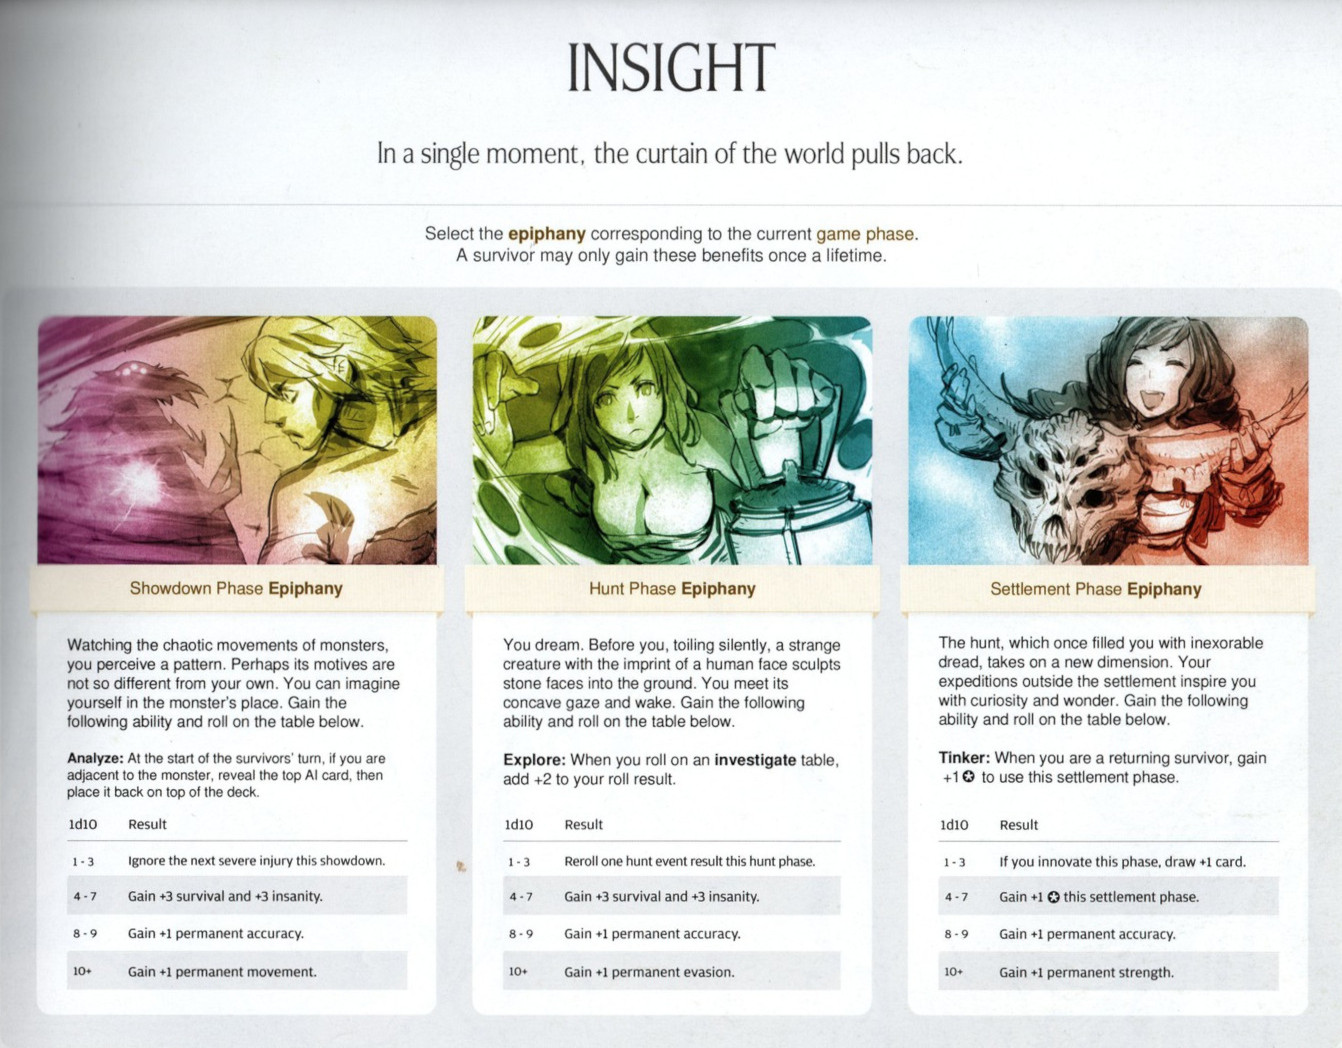 INSIGHT
In a single moment, the curtain of the world pulls back.
Select the epiphany corresponding to the current game phase.
A survivor may only gain these benefits once a lifetime.
Showdown Phase Epiphany
Watching the chaotic movements of monsters,
you perceive a pattern. Perhaps its motives are
not so different from your own. You can imagine
yourself in the monster's place. Gain the
following ability and roll on the table below.
Analyze: At the start of the survivors' turn, if you are
adjacent to the monster, reveal the top AI card, then
place it back on top of the deck.
1d10 Result
1 - 3 Ignore the next severe injury this showdown.
4 - 7 Gain +3 survival and +3 insanity.
8 - 9 Gain +1 permanent accuracy.
10+ Gain +1 permanent movement.
Hunt Phase Epiphany
You dream. Before you, toiling silently, a strange
creature with the imprint of a human face sculpts
stone faces into the ground. You meet its
concave gaze and wake. Gain the following
ability and roll on the table below.
Explore: When you roll on an investigate table,
add +2 to your roll result.
1d10 Result
1 - 3 Reroll one hunt event result this hunt phase.
4 - 7 Gain +3 survival and +3 insanity.
8 - 9 Gain +1 permanent accuracy.
10+ Gain +1 permanent evasion.
Settlement Phase Epiphany
The hunt, which once filled you with inexorable
dread, takes on a new dimension. Your
expeditions outside the settlement inspire you
with curiosity and wonder. Gain the following
ability and roll on the table below.
Tinker: When you are a returning survivor, gain
+1 ✪ to use this settlement phase.
1d10 Result
1 - 3 If you innovate this phase, draw +1 card.
4 - 7 Gain +1 ✪ this settlement phase.
8 - 9 Gain +1 permanent accuracy.
10+ Gain +1 permanent strength.